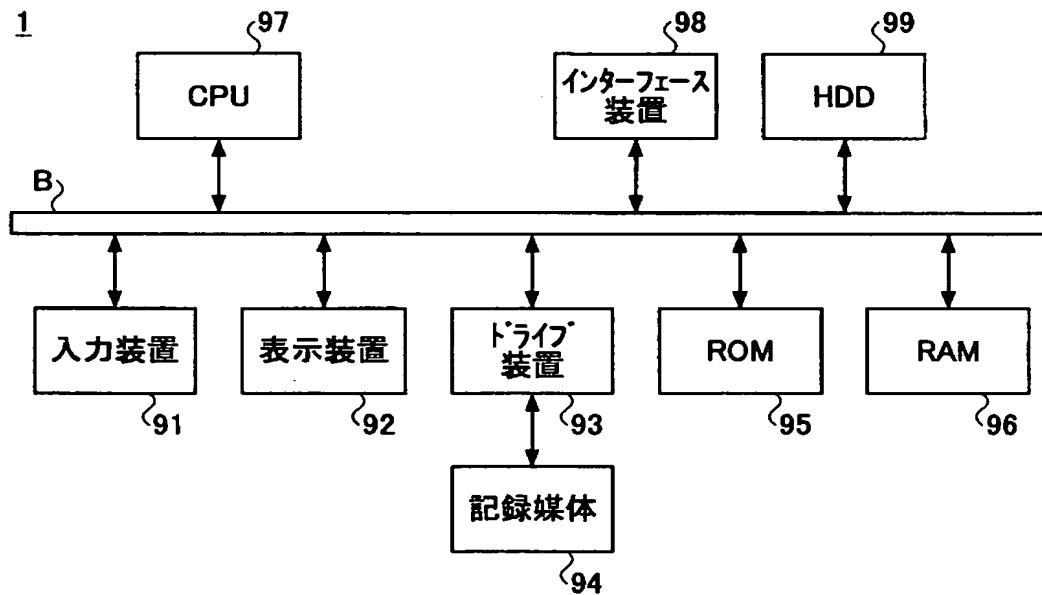 1
97
98
99
CPU
インターフェース
装置
HDD
B
入力装置
表示装置
ドライブ
装置
ROM
RAM
91
92
93
95
96
記録媒体
94